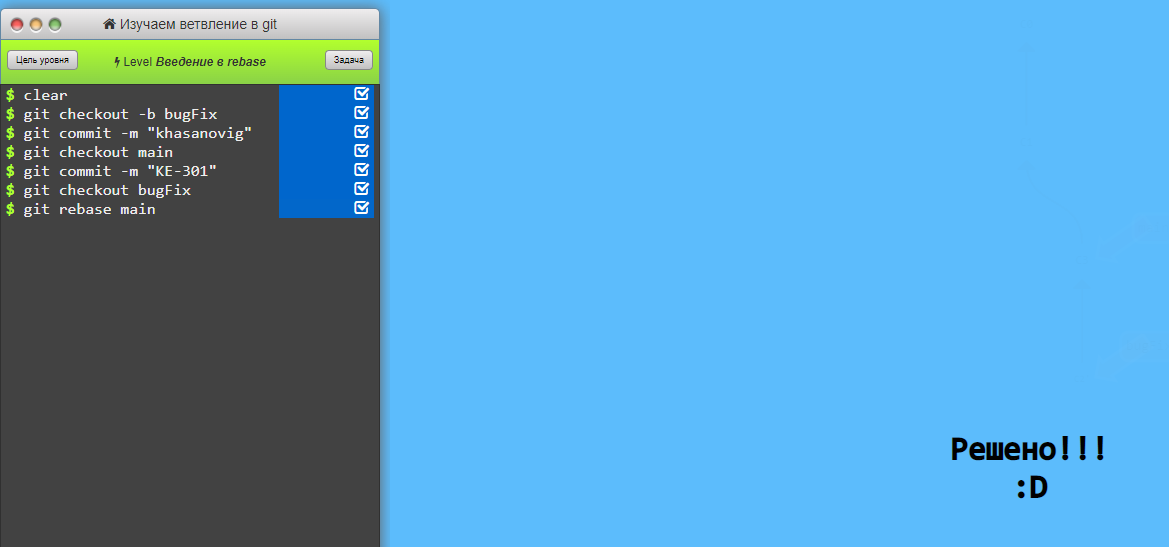 Изучаем ветвление в git
Цель уровня
Level Введение в rebase
Задача
$ clear
$ git checkout -b bugFix
$ git commit -m "khasanovig"
$ git checkout main
$ git commit -m "KE-301"
$ git checkout bugFix
$ git rebase main
Решено!!!
:D